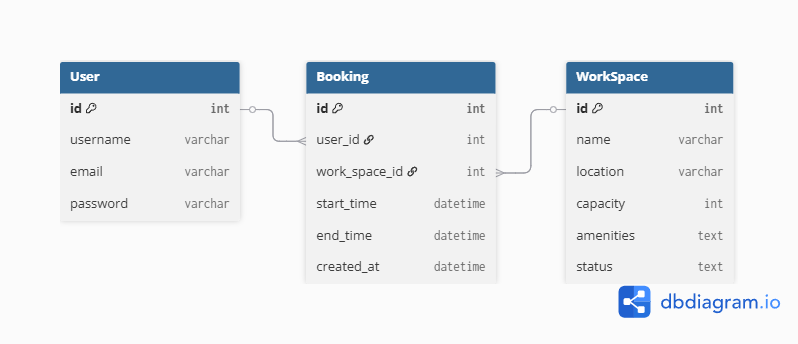 User
id int
username varchar
email varchar
password varchar
Booking
id int
user_id int
work_space_id int
start_time datetime
end_time datetime
created_at datetime
WorkSpace
id int
name varchar
location varchar
capacity int
amenities text
status text
dbdiagram.io